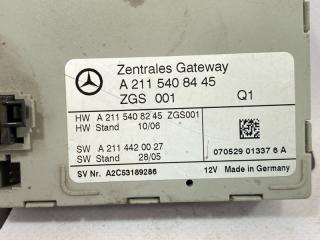 Zentrales Gateway
A 211 540 84 45
ZGS 001 Q1
HW A 211 540 82 45 ZGS001
HW Stand 10/06
SW A 211 442 00 27
SW Stand 28/05
070529 01337 6 A
SV Nr. A2C53189286 12V Made in Germany